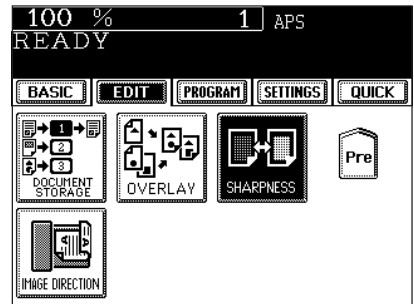 100 % 1 APS
READY
BASIC EDIT PROGRAM SETTINGS QUICK
1
2
3
DOCUMENT
STORAGE
OVERLAY
SHARPNESS
Pre
IMAGE DIRECTION